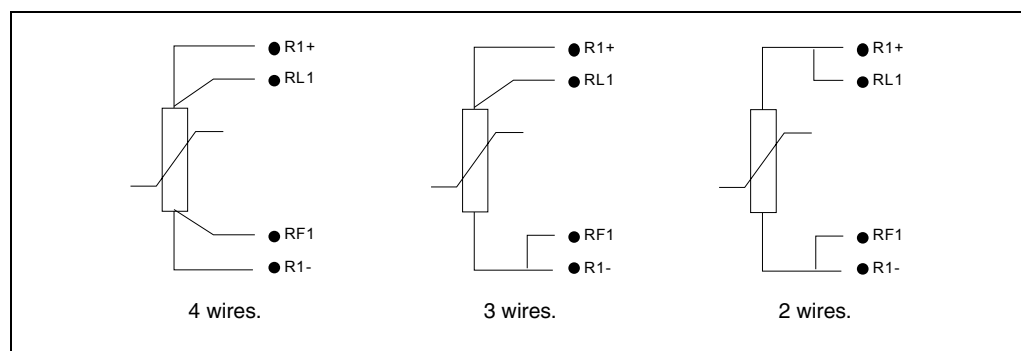 R1+
RL1
RF1
R1-
4 wires.
R1+
RL1
RF1
R1-
3 wires.
R1+
RL1
RF1
R1-
2 wires.